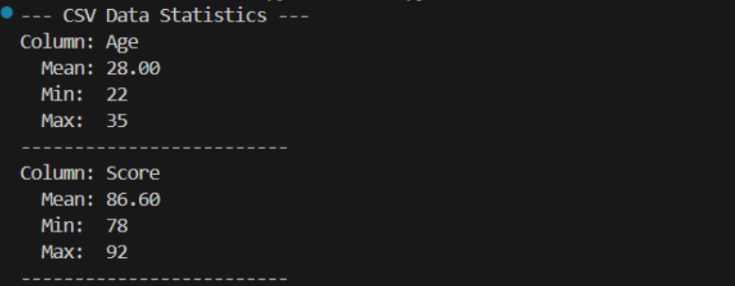 --- CSV Data Statistics ---
Column: Age
  Mean: 28.00
  Min:  22
  Max:  35
-------------------------
Column: Score
  Mean: 86.60
  Min:  78
  Max:  92
-------------------------